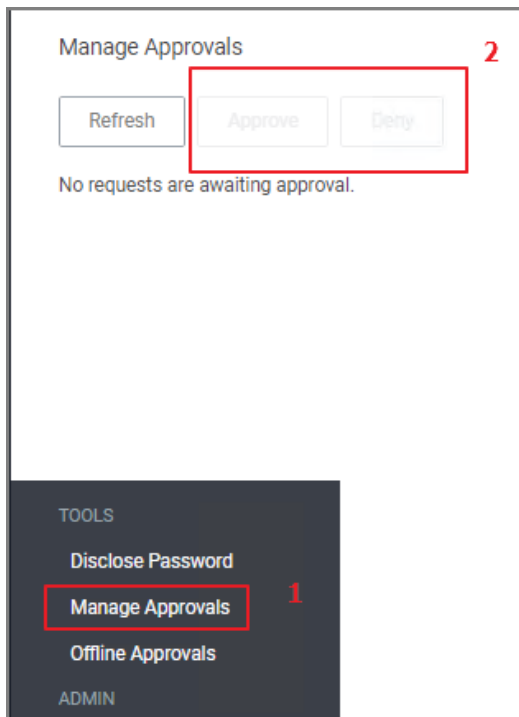 Manage Approvals
2
Refresh Approve Deny
No requests are awaiting approval.
TOOLS
Disclose Password
Manage Approvals 1
Offline Approvals
ADMIN